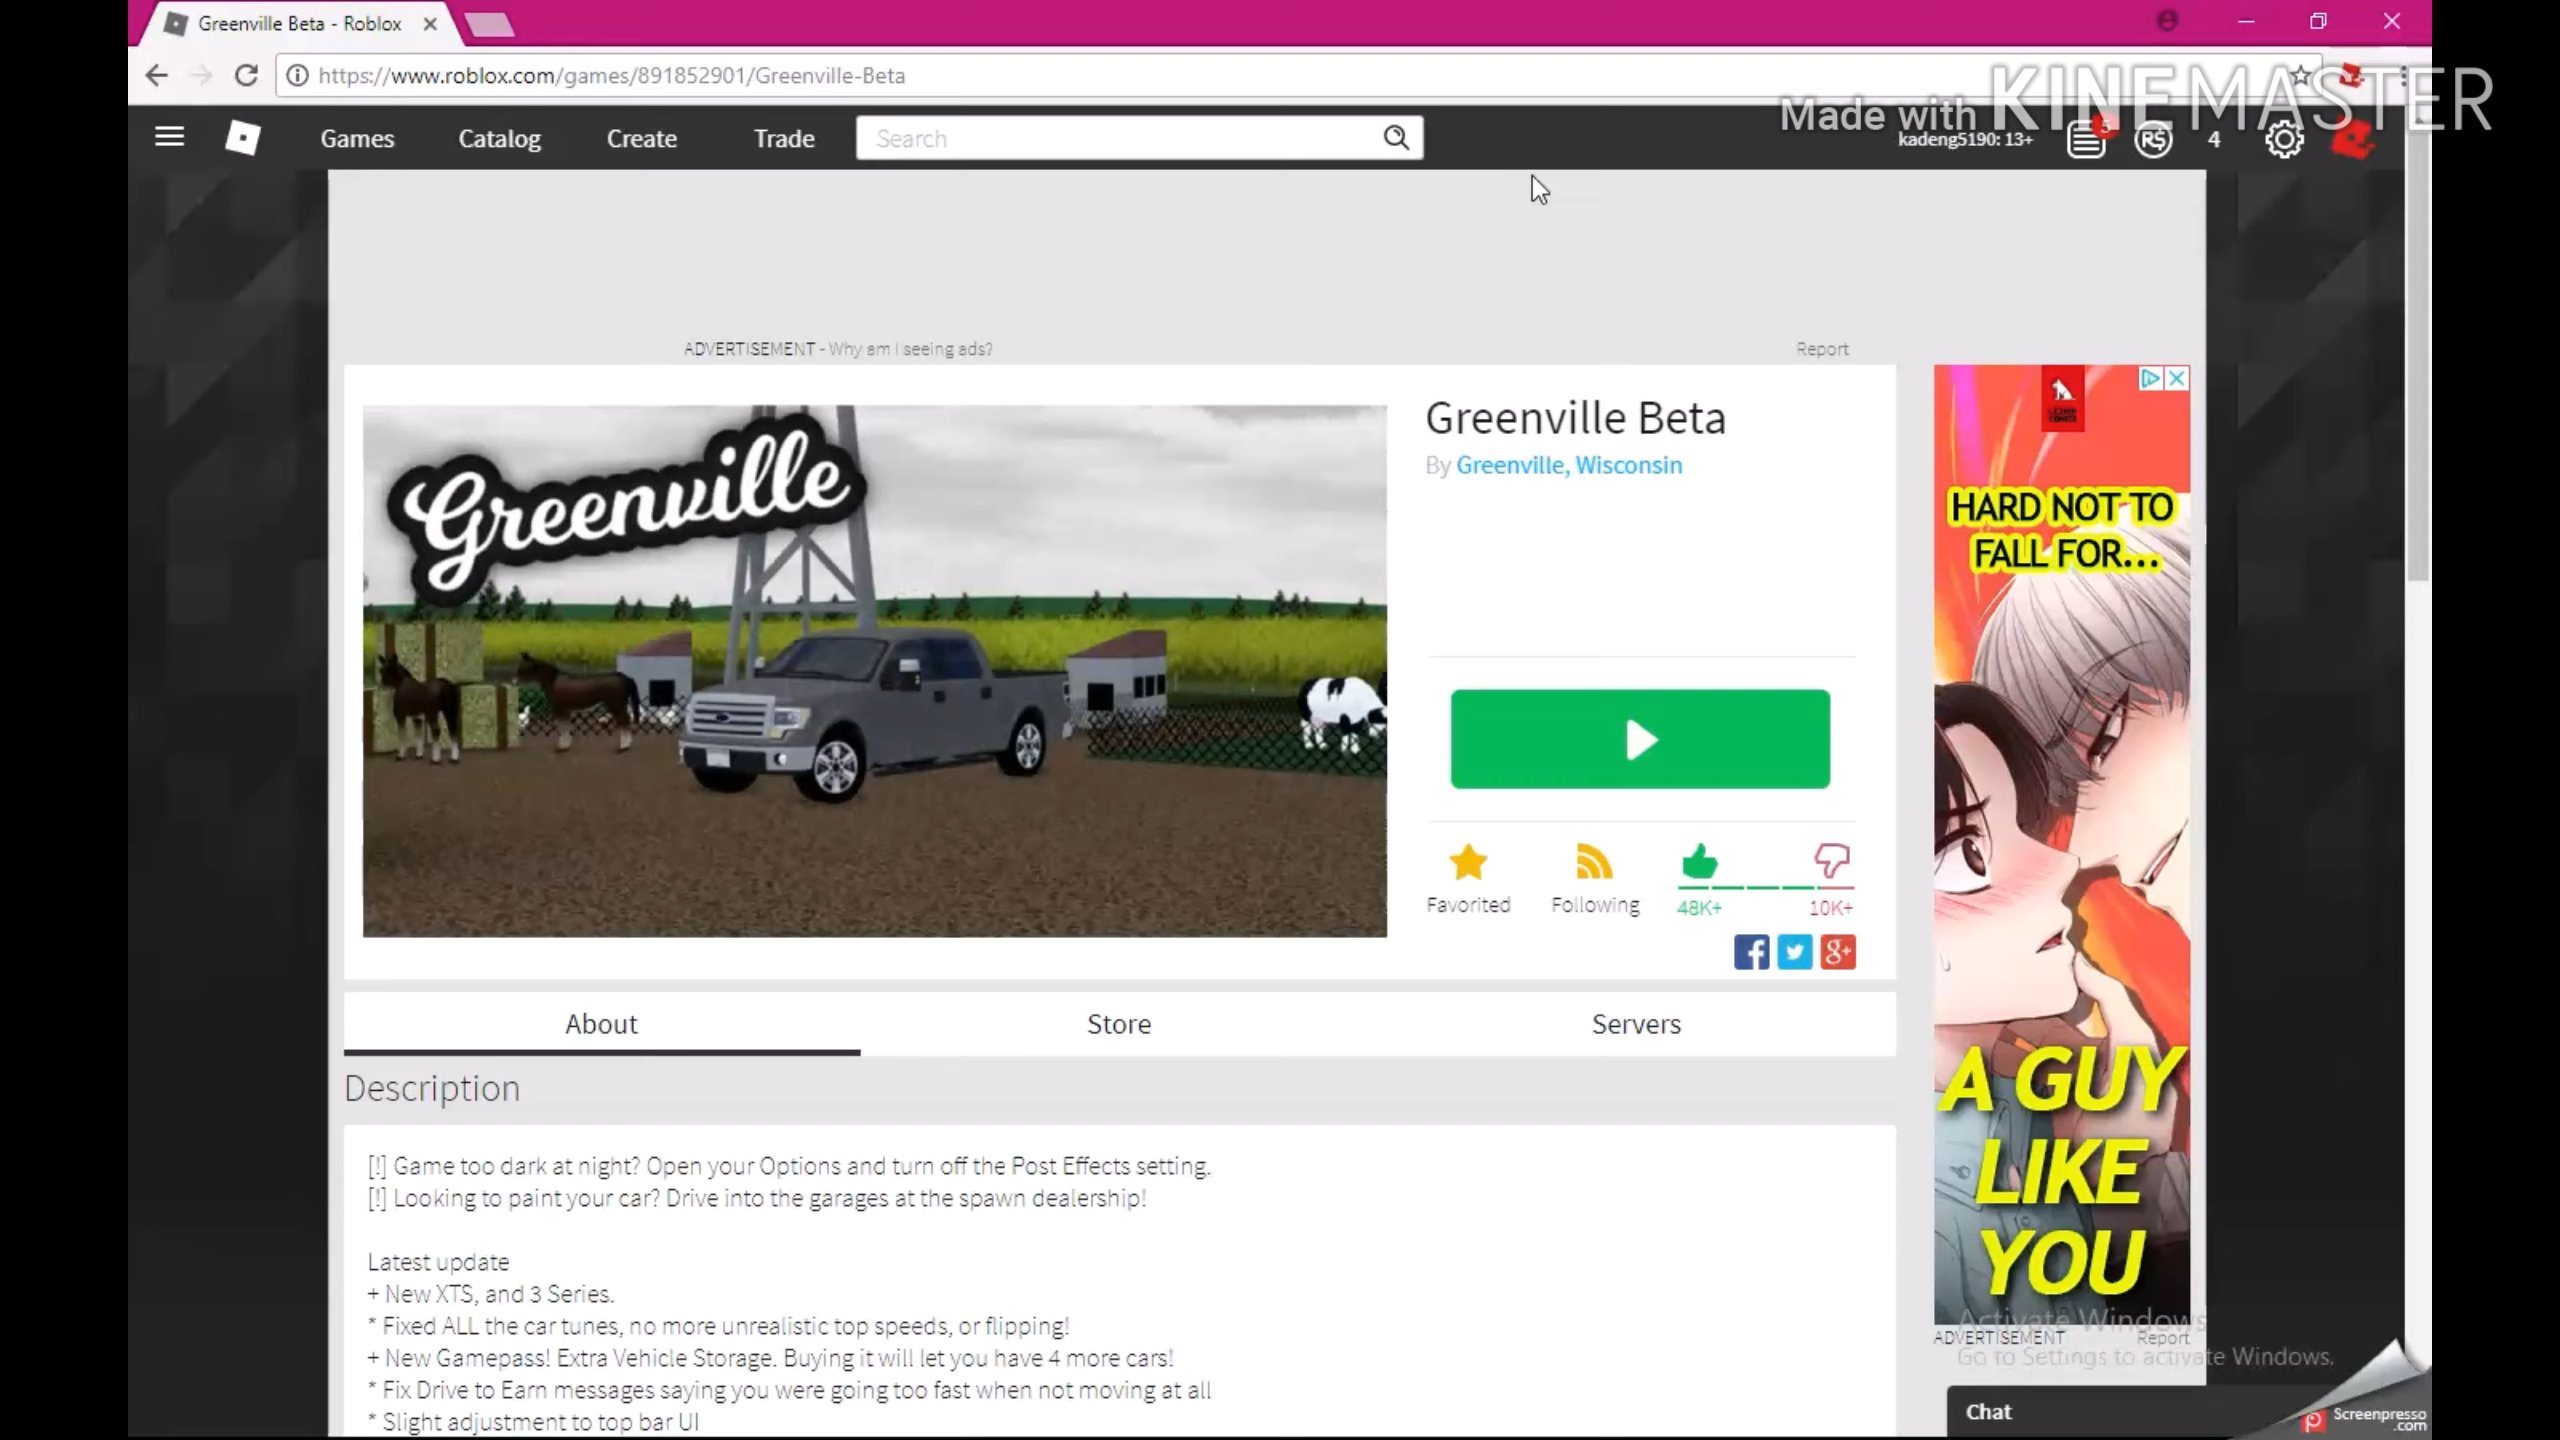 Greenville Beta - Roblox
https://www.roblox.com/games/891852901/Greenville-Beta
Made with KINEMASTER
Games
Catalog
Create
Trade
Search
kadeng5190: 13+
5
R$
4
ADVERTISEMENT - Why am I seeing ads?
Report
Greenville
Greenville Beta
By Greenville, Wisconsin
Favorited
Following
48K+
10K+
HARD NOT TO
FALL FOR...
A GUY
LIKE
YOU
ADVERTISEMENT
Report
About
Store
Servers
Description
[!] Game too dark at night? Open your Options and turn off the Post Effects setting.
[!] Looking to paint your car? Drive into the garages at the spawn dealership!
Latest update
+ New XTS, and 3 Series.
* Fixed ALL the car tunes, no more unrealistic top speeds, or flipping!
+ New Gamepass! Extra Vehicle Storage. Buying it will let you have 4 more cars!
* Fix Drive to Earn messages saying you were going too fast when not moving at all
* Slight adjustment to top bar UI
Activate Windows
Go to Settings to activate Windows.
Chat
Screenpresso
.com